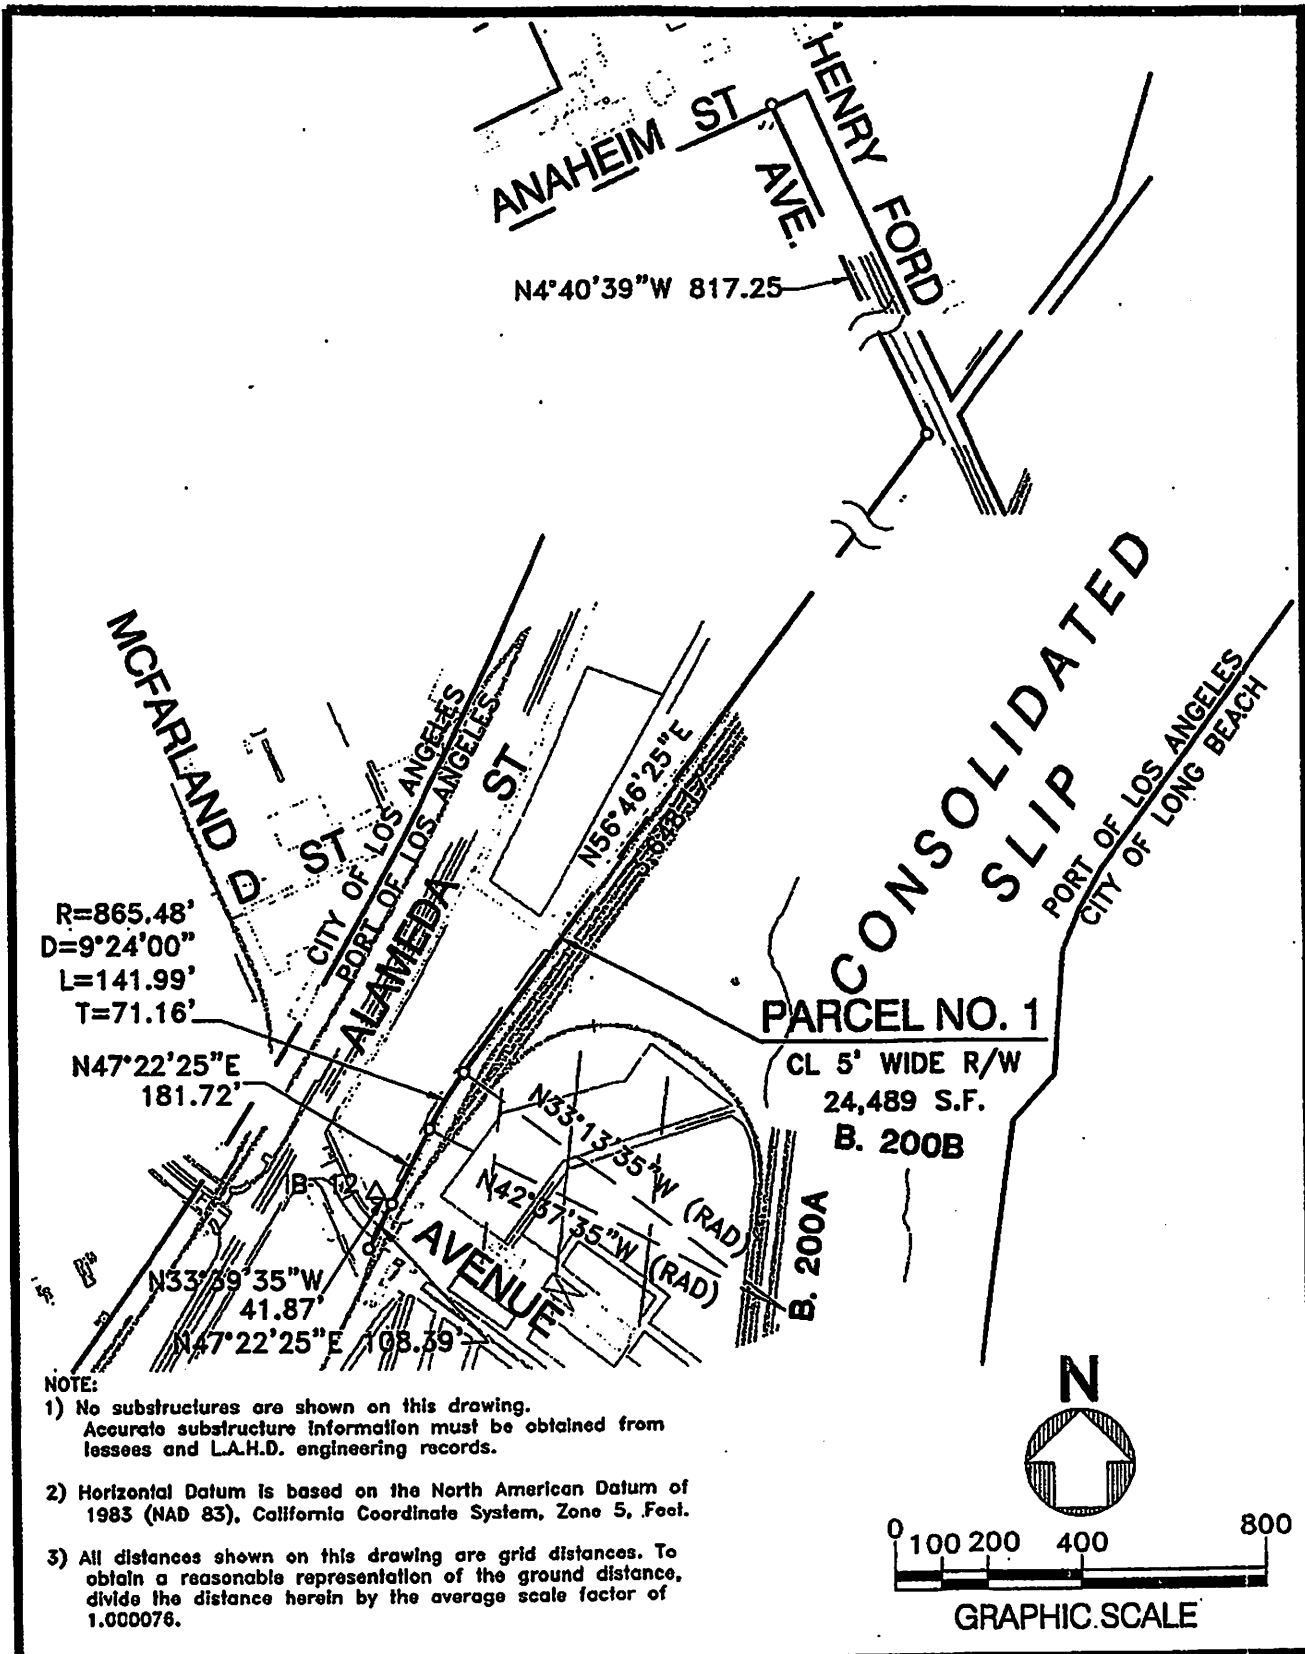 ANAHEIM ST
HENRY FORD
AVE.
N4°40'39"W 817.25
CONSOLIDATED
SLIP
MCFARLAND
D ST
CITY OF LOS ANGELES
PORT OF LOS ANGELES
ALAMEDA ST
N56°46'25"E
PORT OF LOS ANGELES
CITY OF LONG BEACH
R=865.48'
D=9°24'00"
L=141.99'
T=71.16'
N47°22'25"E
181.72'
PARCEL NO. 1
CL 5' WIDE R/W
24,489 S.F.
B. 200B
N33°13'35"W (RAD)
N42°37'35"W (RAD)
B. 200A
AVENUE
N33°39'35"W
41.87'
N47°22'25"E 108.39'
NOTE:
1) No substructures are shown on this drawing.
Accurate substructure Information must be obtained from
lessees and L.A.H.D. engineering records.
2) Horizontal Datum is based on the North American Datum of
1983 (NAD 83), California Coordinate System, Zone 5, Feet.
3) All distances shown on this drawing are grid distances. To
obtain a reasonable representation of the ground distance,
divide the distance herein by the average scale factor of
1.000076.
N
0 100 200 400 800
GRAPHIC SCALE